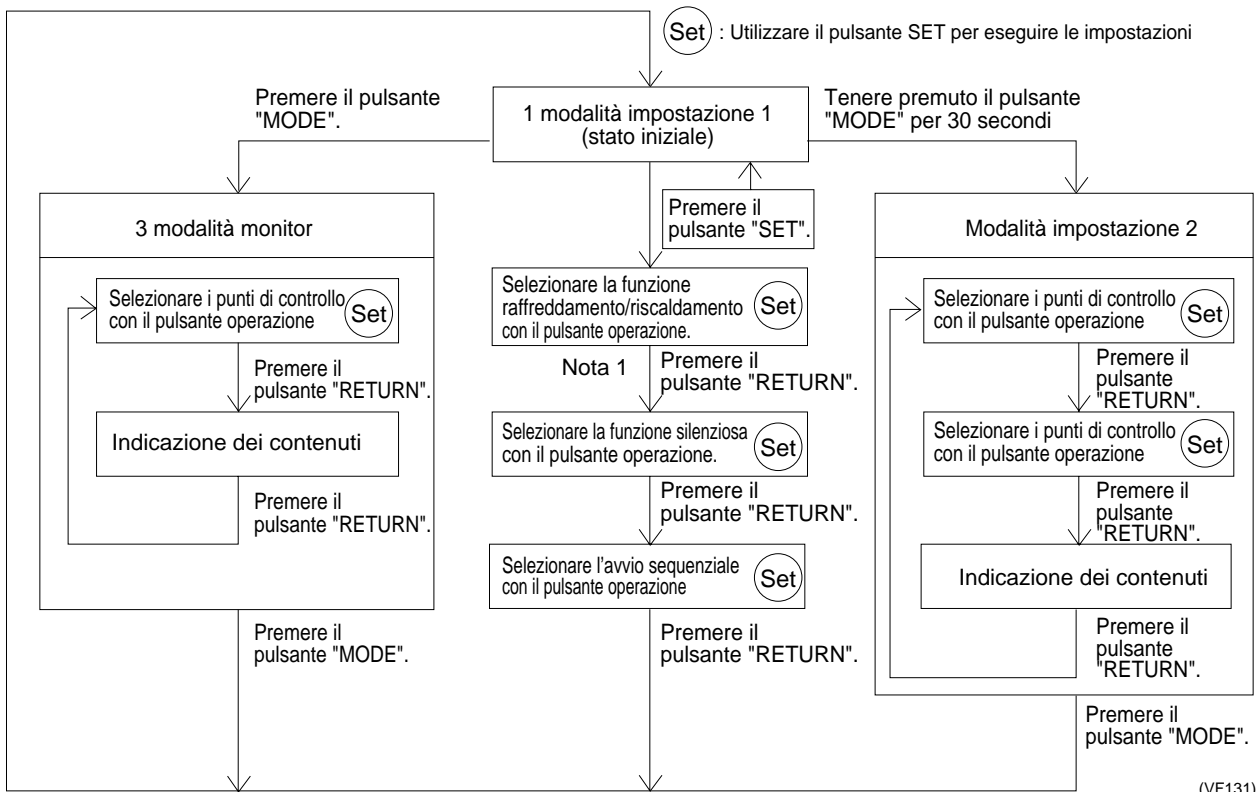 Set : Utilizzare il pulsante SET per eseguire le impostazioni
Premere il pulsante
"MODE".
1 modalità impostazione 1
(stato iniziale)
Tenere premuto il pulsante
"MODE" per 30 secondi
Premere il
pulsante "SET".
3 modalità monitor
Selezionare i punti di controllo
con il pulsante operazione
Set
Premere il
pulsante "RETURN".
Indicazione dei contenuti
Premere il
pulsante "RETURN".
Premere il
pulsante "MODE".
Selezionare la funzione
raffreddamento/riscaldamento
con il pulsante operazione.
Set
Nota 1
Premere il
pulsante "RETURN".
Selezionare la funzione silenziosa
con il pulsante operazione.
Set
Premere il
pulsante "RETURN".
Selezionare l'avvio sequenziale
con il pulsante operazione
Set
Premere il
pulsante "RETURN".
Modalità impostazione 2
Selezionare i punti di controllo
con il pulsante operazione
Set
Premere il
pulsante
"RETURN".
Selezionare i punti di controllo
con il pulsante operazione
Set
Premere il
pulsante
"RETURN".
Indicazione dei contenuti
Premere il
pulsante
"RETURN".
Premere il
pulsante "MODE".
(VF131)